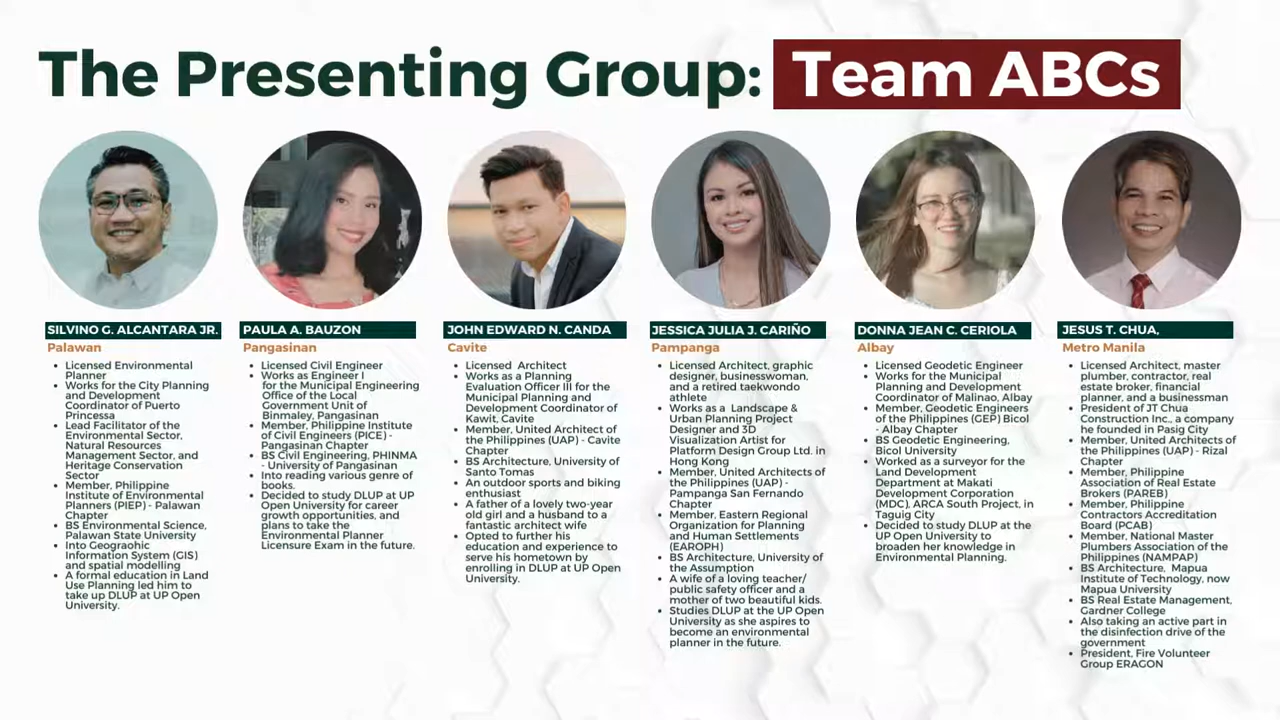 The Presenting Group: Team ABCs
SILVINO G. ALCANTARA JR.
Palawan
• Licensed Environmental
Planner
• Works for the City Planning
and Development
Coordinator of Puerto
Princessa
• Lead Facilitator of the
Environmental Sector,
Natural Resources
Management Sector, and
Heritage Conservation
Sector
• Member, Philippine
Institute of Environmental
Planners (PIEP) - Palawan
Chapter
• BS Environmental Science,
Palawan State University
• Into Geograohic
Information System (GIS)
and spatial modelling
• A formal education in Land
Use Planning led him to
take up DLUP at UP Open
University.
PAULA A. BAUZON
Pangasinan
• Licensed Civil Engineer
• Works as Engineer I
for the Municipal Engineering
Office of the Local
Government Unit of
Binmaley, Pangasinan
• Member, Philippine Institute
of Civil Engineers (PICE) -
Pangasinan Chapter
• BS Civil Engineering, PHINMA
- University of Pangasinan
• Into reading various genre of
books.
• Decided to study DLUP at UP
Open University for career
growth opportunities, and
plans to take the
Environmental Planner
Licensure Exam in the future.
JOHN EDWARD N. CANDA
Cavite
• Licensed Architect
• Works as a Planning
Evaluation Officer III for the
Municipal Planning and
Development Coordinator of
Kawit, Cavite
• Member, United Architect of
the Philippines (UAP) - Cavite
Chapter
• BS Architecture, University of
Santo Tomas
• An outdoor sports and biking
enthusiast
• A father of a lovely two-year
old girl and a husband to a
fantastic architect wife
• Opted to further his
education and experience to
serve his hometown by
enrolling in DLUP at UP Open
University.
JESSICA JULIA J. CARIÑO
Pampanga
• Licensed Architect, graphic
designer, businesswoman,
and a retired taekwondo
athlete
• Works as a Landscape &
Urban Planning Project
Designer and 3D
Visualization Artist for
Platform Design Group Ltd. in
Hong Kong
• Member, United Architects of
the Philippines (UAP) -
Pampanga San Fernando
Chapter
• Member, Eastern Regional
Organization for Planning
and Human Settlements
(EAROPH)
• BS Architecture, University of
the Assumption
• A wife of a loving teacher/
public safety officer and a
mother of two beautiful kids.
• Studies DLUP at the UP Open
University as she aspires to
become an environmental
planner in the future.
DONNA JEAN C. CERIOLA
Albay
• Licensed Geodetic Engineer
• Works for the Municipal
Planning and Development
Coordinator of Malinao, Albay
• Member, Geodetic Engineers
of the Philippines (GEP) Bicol
- Albay Chapter
• BS Geodetic Engineering,
Bicol University
• Worked as a surveyor for the
Land Development
Department at Makati
Development Corporation
(MDC), ARCA South Project, in
Taguig City
• Decided to study DLUP at the
UP Open University to
broaden her knowledge in
Environmental Planning.
JESUS T. CHUA,
Metro Manila
• Licensed Architect, master
plumber, contractor, real
estate broker, financial
planner, and a businessman
• President of JT Chua
Construction Inc., a company
he founded in Pasig City
• Member, United Architects of
the Philippines (UAP) - Rizal
Chapter
• Member, Philippine
Association of Real Estate
Brokers (PAREB)
• Member, Philippine
Contractors Accreditation
Board (PCAB)
• Member, National Master
Plumbers Association of the
Philippines (NAMPAP)
• BS Architecture, Mapua
Institute of Technology, now
Mapua University
• BS Real Estate Management,
Gardner College
• Also taking an active part in
the disinfection drive of the
government
• President, Fire Volunteer
Group ERAGON